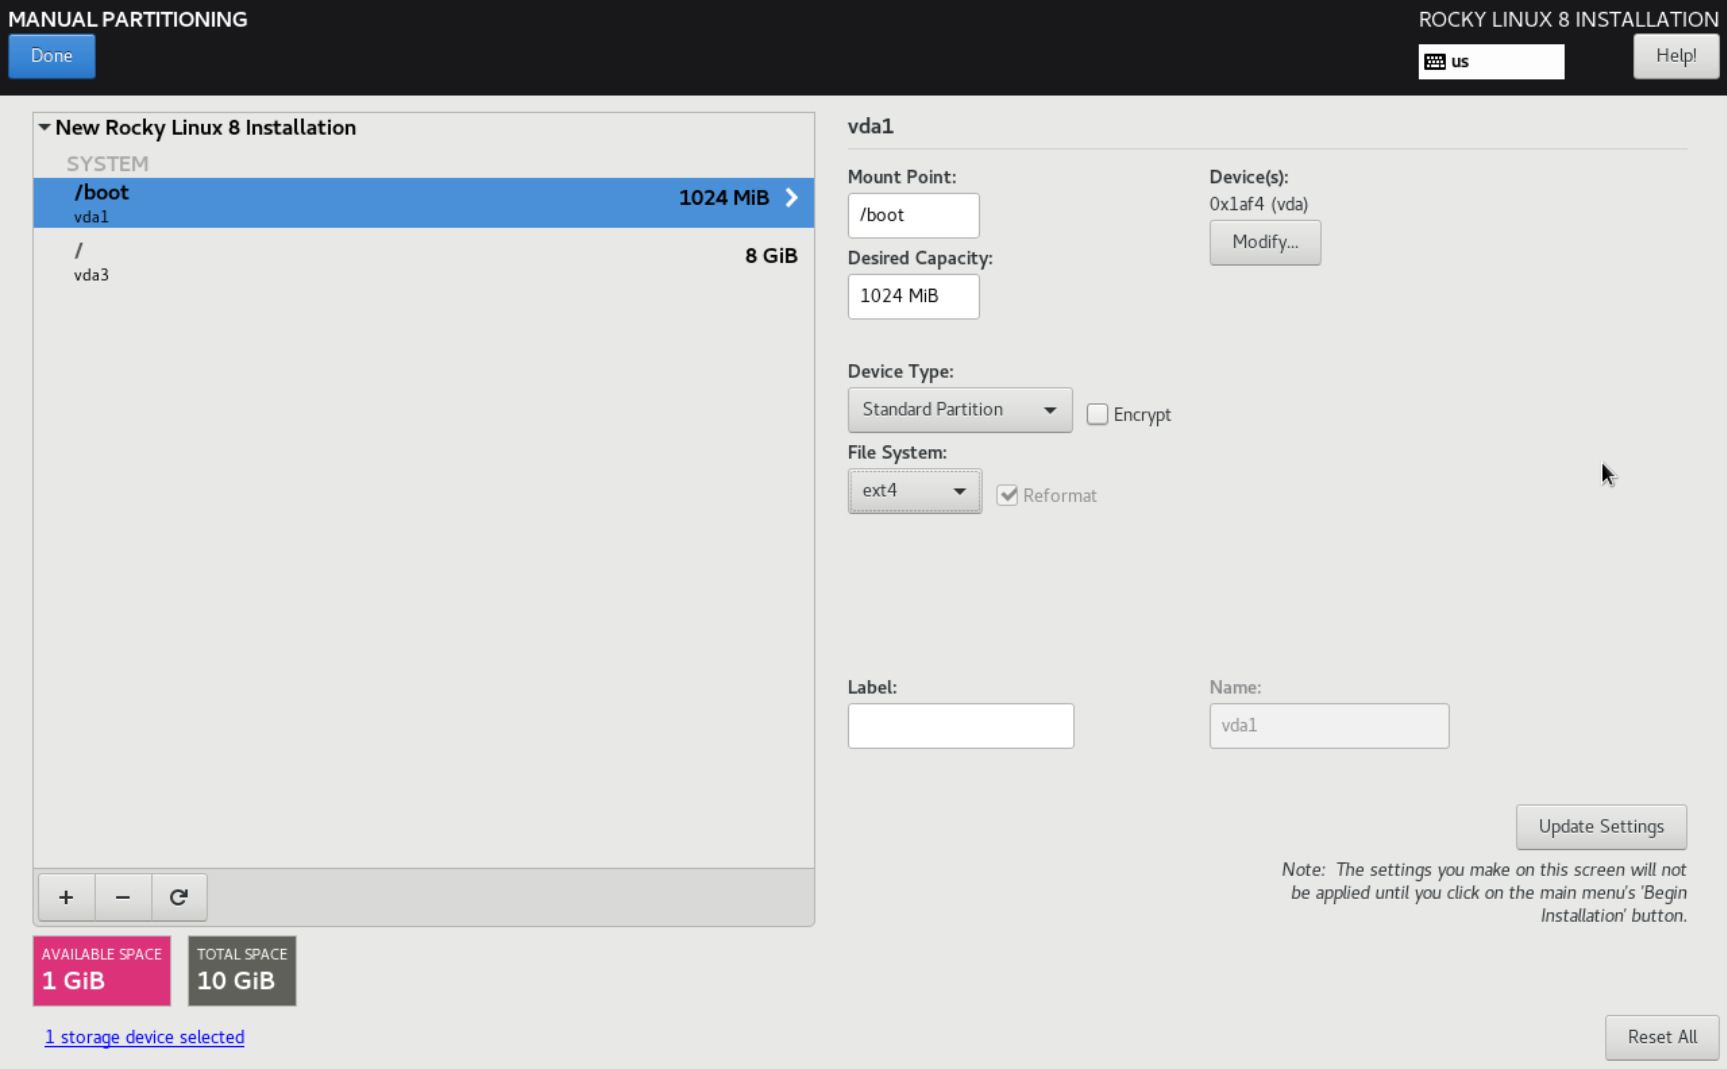 MANUAL PARTITIONING
ROCKY LINUX 8 INSTALLATION
Done
us
Help!
New Rocky Linux 8 Installation
SYSTEM
/boot
1024 MiB
vda1
/
8 GiB
vda3
vda1
Mount Point:
Device(s):
/boot
0x1af4 (vda)
Modify...
Desired Capacity:
1024 MiB
Device Type:
Standard Partition
Encrypt
File System:
ext4
Reformat
Label:
Name:
vda1
Update Settings
Note: The settings you make on this screen will not
be applied until you click on the main menu's 'Begin
Installation' button.
+ −
AVAILABLE SPACE
1 GiB
TOTAL SPACE
10 GiB
1 storage device selected
Reset All